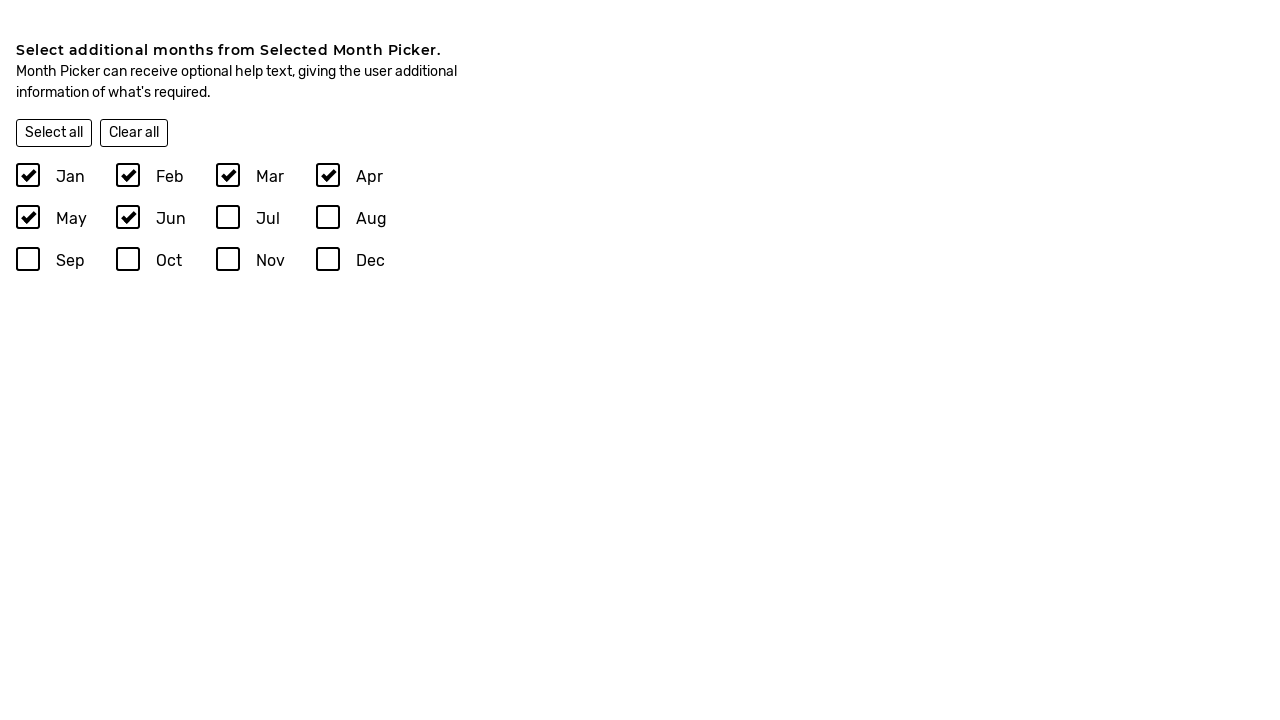 Select additional months from Selected Month Picker.
Month Picker can receive optional help text, giving the user additional
information of what's required.
Select all Clear all
Jan Feb Mar Apr
May Jun Jul Aug
Sep Oct Nov Dec